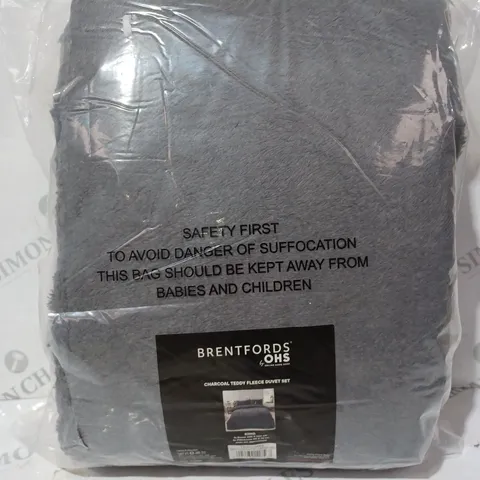 SAFETY FIRST
TO AVOID DANGER OF SUFFOCATION
THIS BAG SHOULD BE KEPT AWAY FROM
BABIES AND CHILDREN
BRENTFORDS
by OHS
CHARCOAL TEDDY FLEECE DUVET SET